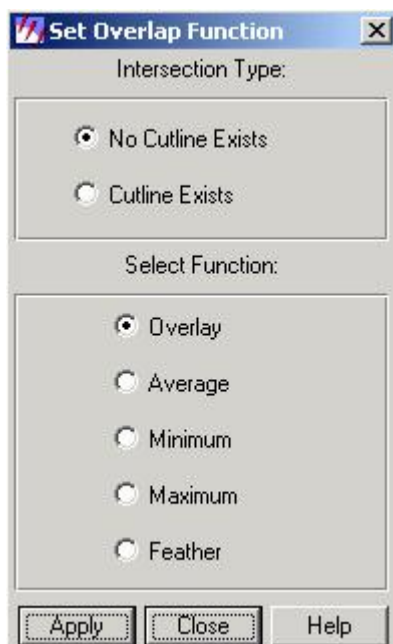 Set Overlap Function
Intersection Type:
No Cutline Exists
Cutline Exists
Select Function:
Overlay
Average
Minimum
Maximum
Feather
Apply Close Help